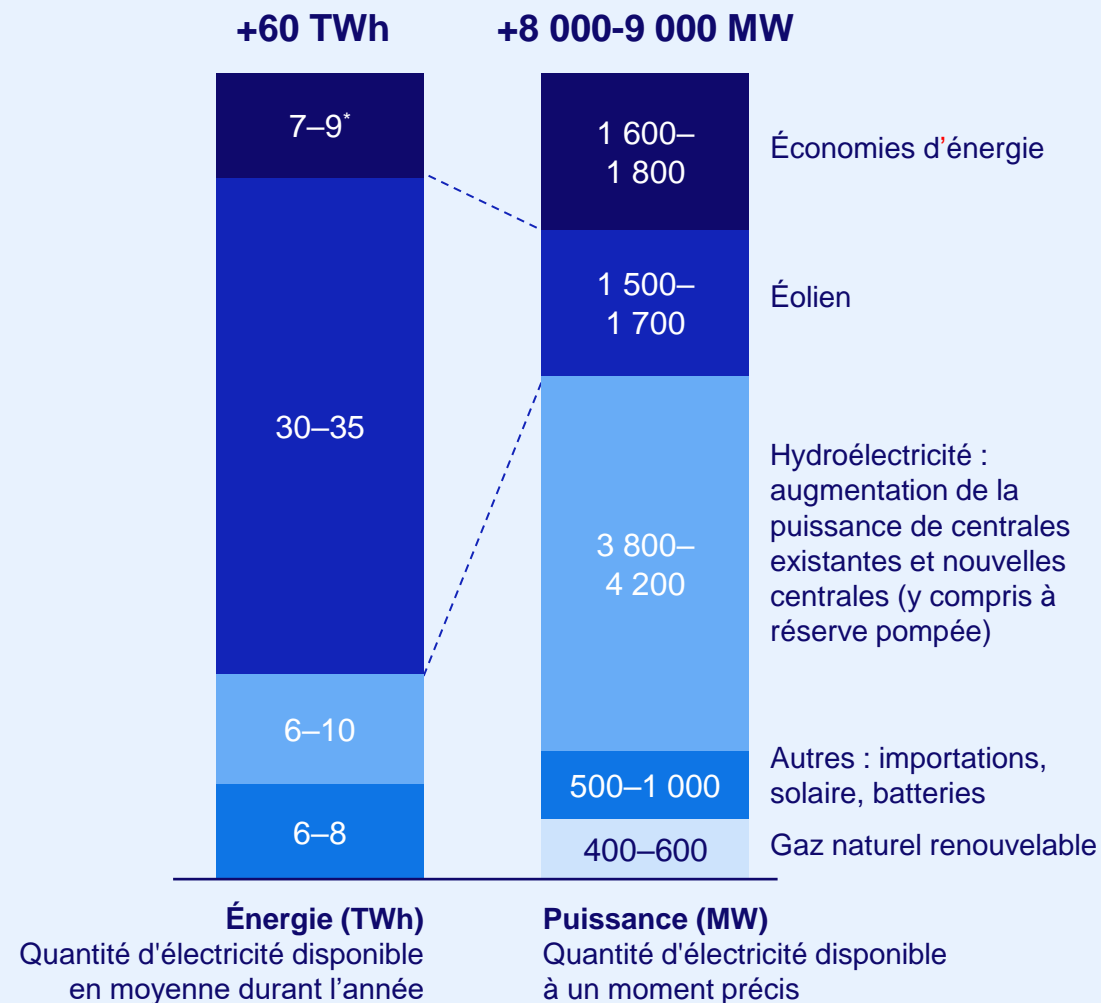 +60 TWh
+8 000-9 000 MW
7–9*
30–35
6–10
6–8
1 600–
1 800
1 500–
1 700
3 800–
4 200
500–1 000
400–600
Économies d’énergie
Éolien
Hydroélectricité :
augmentation de la
puissance de centrales
existantes et nouvelles
centrales (y compris à
réserve pompée)
Autres : importations,
solaire, batteries
Gaz naturel renouvelable
Énergie (TWh)
Quantité d'électricité disponible
en moyenne durant l’année
Puissance (MW)
Quantité d'électricité disponible
à un moment précis